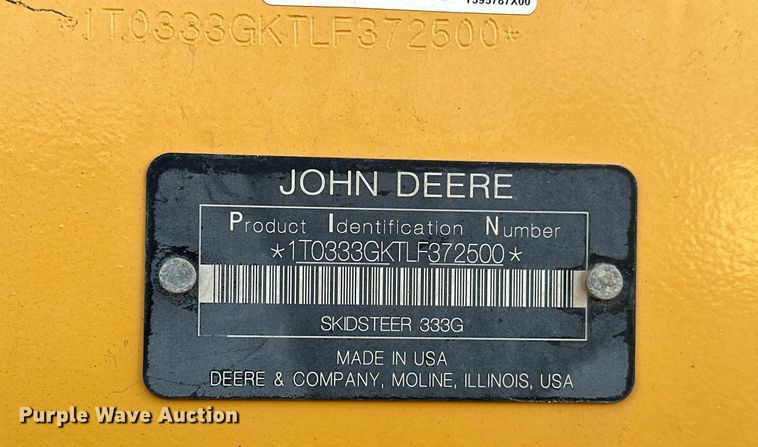 T395787X00
*1T0333GKTLF372500*
JOHN DEERE
Product Identification Number
*1T0333GKTLF372500*
SKIDSTEER 333G
MADE IN USA
DEERE & COMPANY, MOLINE, ILLINOIS, USA
Purple Wave Auction